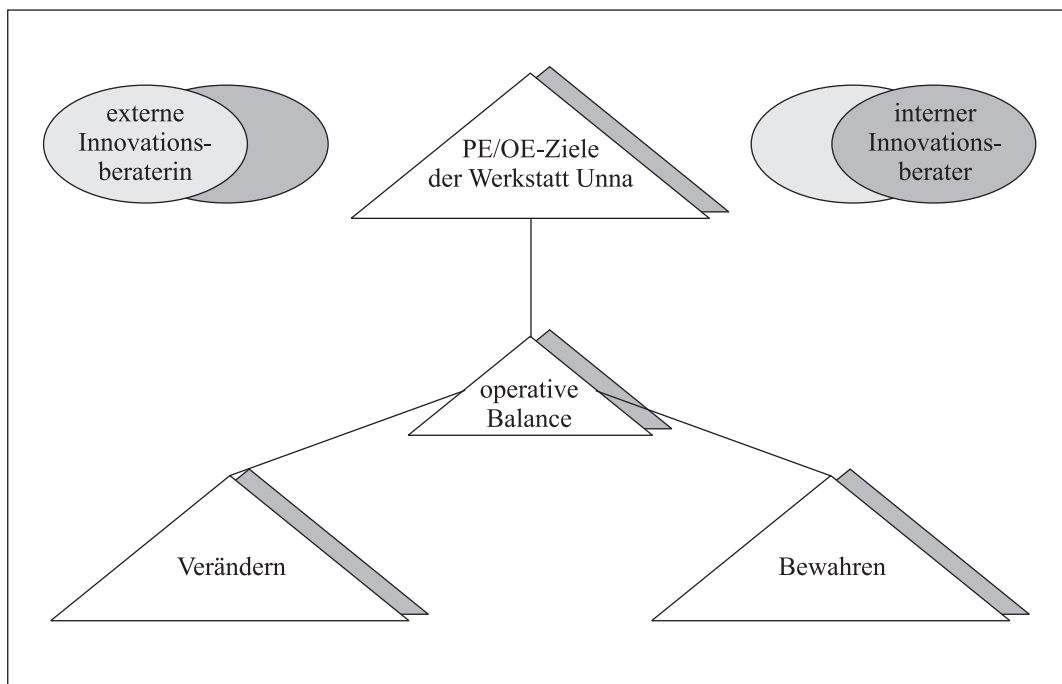 externe
Innovations-
beraterin
PE/OE-Ziele
der Werkstatt Unna
interner
Innovations-
berater
operative
Balance
Verändern
Bewahren